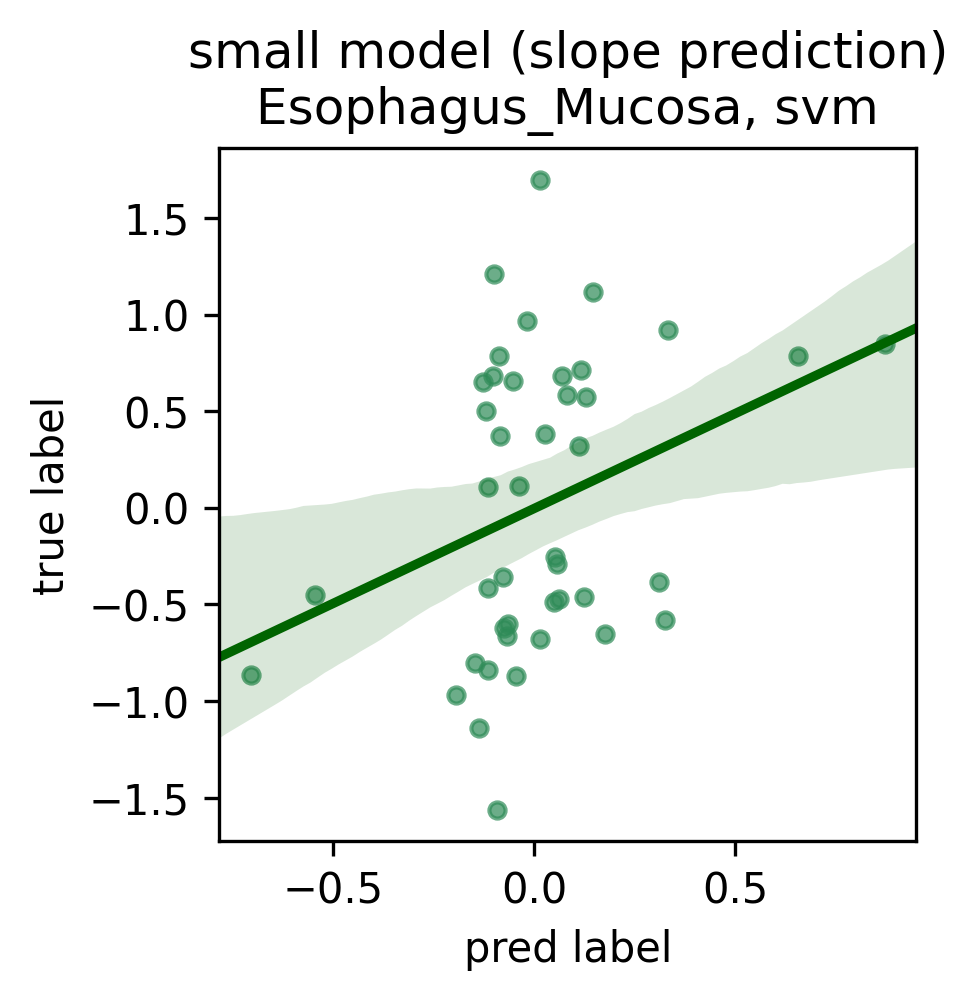 small model (slope prediction)
Esophagus_Mucosa, svm
1.5
1.0
0.5
0.0
−0.5
−1.0
−1.5
true label
−0.5 0.0 0.5
pred label